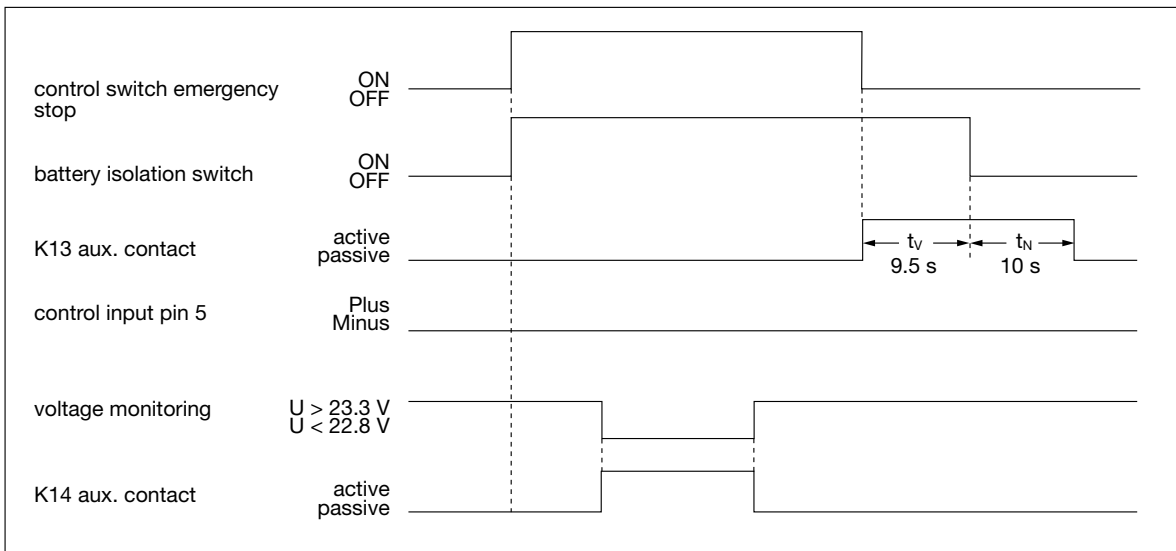 control switch emergency
stop
ON
OFF
battery isolation switch
ON
OFF
K13 aux. contact
active
passive
tV
9.5 s
tN
10 s
control input pin 5
Plus
Minus
voltage monitoring
U > 23.3 V
U < 22.8 V
K14 aux. contact
active
passive